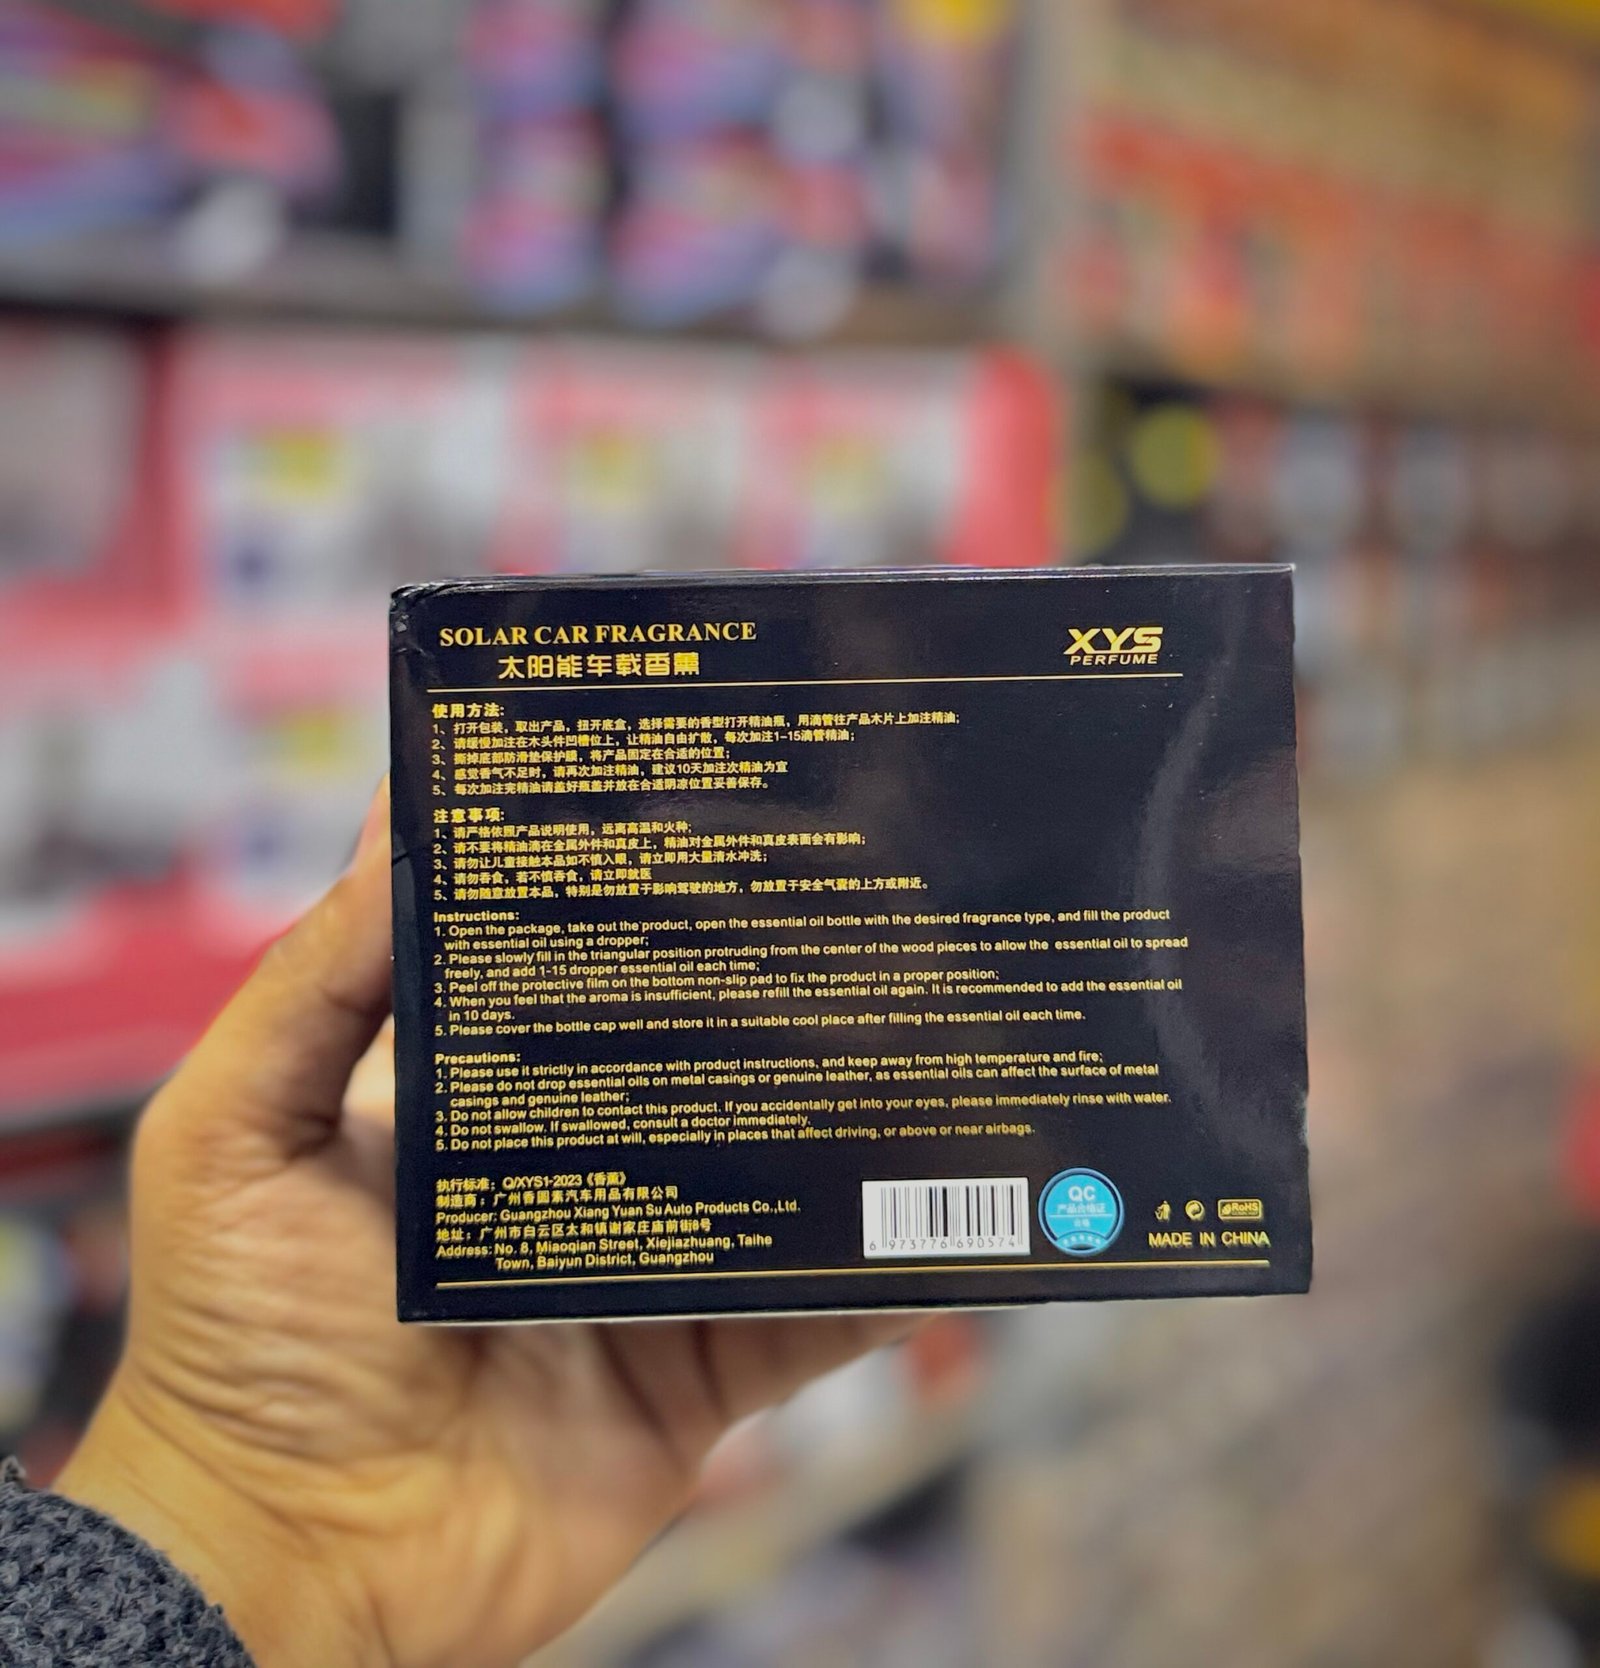 SOLAR CAR FRAGRANCE
太阳能车载香薰
XYS
PERFUME
使用方法:
1、打开包装，取出产品，扭开底盒，选择需要的香型打开精油瓶，用滴管往产品木片上加注精油;
2、请缓慢加注在木头件凹槽位上，让精油自由扩散，每次加注1-15滴管精油;
3、撕掉底部防滑垫保护膜，将产品固定在合适的位置;
4、感觉香气不足时，请再次加注精油，建议10天加注次精油为宜
5、每次加注完精油请盖好瓶盖并放在合适阴凉位置妥善保存。
注意事项:
1、请严格依照产品说明使用，远离高温和火种;
2、请不要将精油滴在金属外件和真皮上，精油对金属外件和真皮表面会有影响;
3、请勿让儿童接触本品如不慎入眼，请立即用大量清水冲洗;
4、请勿吞食，若不慎吞食，请立即就医
5、请勿随意放置本品，特别是勿放置于影响驾驶的地方，勿放置于安全气囊的上方或附近。
Instructions:
1. Open the package, take out the product, open the essential oil bottle with the desired fragrance type, and fill the product
with essential oil using a dropper;
2. Please slowly fill in the triangular position protruding from the center of the wood pieces to allow the essential oil to spread
freely, and add 1-15 dropper essential oil each time;
3. Peel off the protective film on the bottom non-slip pad to fix the product in a proper position;
4. When you feel that the aroma is insufficient, please refill the essential oil again. It is recommended to add the essential oil
in 10 days.
5. Please cover the bottle cap well and store it in a suitable cool place after filling the essential oil each time.
Precautions:
1. Please use it strictly in accordance with product instructions, and keep away from high temperature and fire;
2. Please do not drop essential oils on metal casings or genuine leather, as essential oils can affect the surface of metal
casings and genuine leather;
3. Do not allow children to contact this product. If you accidentally get into your eyes, please immediately rinse with water.
4. Do not swallow. If swallowed, consult a doctor immediately.
5. Do not place this product at will, especially in places that affect driving, or above or near airbags.
执行标准：Q/XYS1-2023《香薰》
制造商：广州香圆素汽车用品有限公司
Producer: Guangzhou Xiang Yuan Su Auto Products Co.,Ltd.
地址：广州市白云区太和镇谢家庄庙前街8号
Address: No. 8, Miaoqian Street, Xiejiazhuang, Taihe
Town, Baiyun District, Guangzhou
6 973776 690574
QC
产品合格证
RoHS
MADE IN CHINA